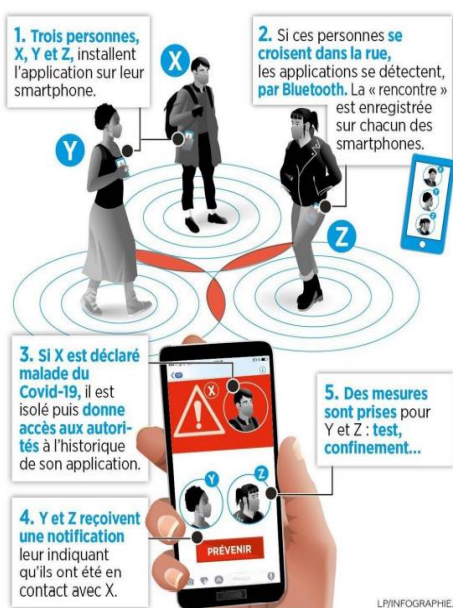 1. Trois personnes,
X, Y et Z, installent
l'application sur leur
smartphone.
X
2. Si ces personnes se
croisent dans la rue,
les applications se détectent,
par Bluetooth. La « rencontre »
est enregistrée
sur chacun des
smartphones.
Y
Z
3. Si X est déclaré
malade du
Covid-19, il est
isolé puis donne
accès aux autori-
tés à l'historique
de son application.
X
5. Des mesures
sont prises pour
Y et Z : test,
confinement...
Y
Z
4. Y et Z reçoivent
une notification
leur indiquant
qu'ils ont été en
contact avec X.
PRÉVENIR
LP/INFOGRAPHIE